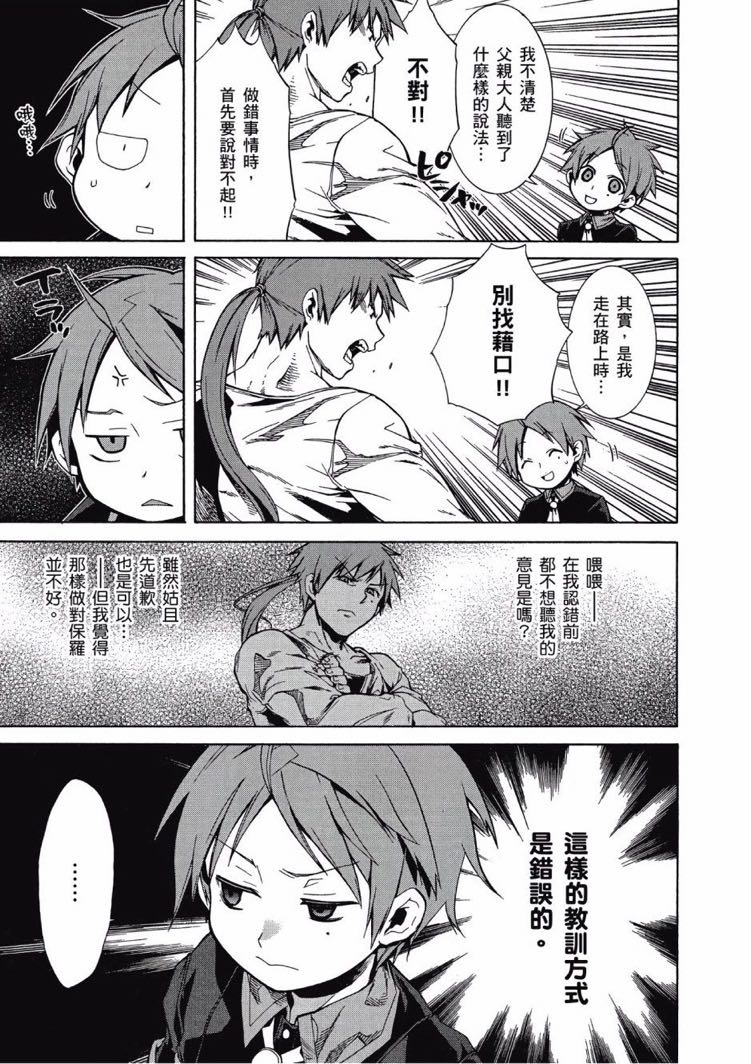 我不清楚
父親大人聽到了
什麼樣的說法…
不對!!
ピピクッ
做錯事情時，
首先要說對不起!!
哦哦…
其實，是我
走在路上時…
別找藉口!!
イラッ
喂喂——
在我認錯前
都不想聽我的
意見是嗎？
雖然姑且
先道歉
也是可以…
——但我覺得
那樣做對保羅
並不好。
這樣的教訓方式
是錯誤的。
……